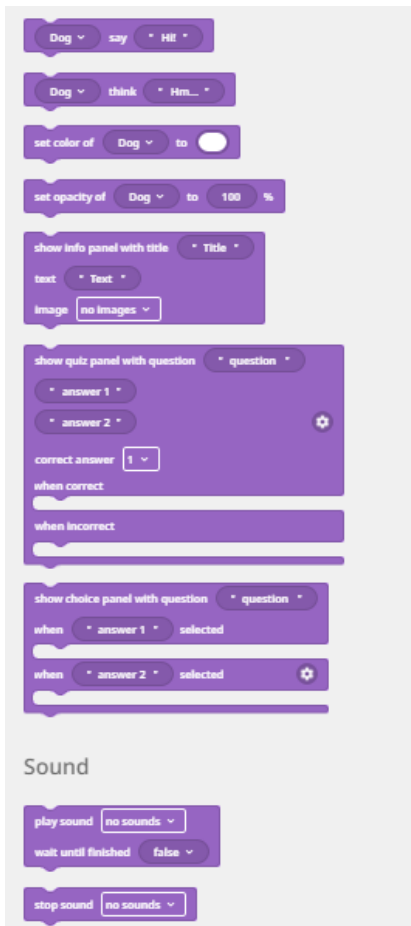 Dog say " Hi! "
Dog think " Hm... "
set color of Dog to
set opacity of Dog to 100 %
show info panel with title " Title "
text " Text "
image no images
show quiz panel with question " question "
" answer 1 "
" answer 2 "
correct answer 1
when correct
when incorrect
show choice panel with question " question "
when " answer 1 " selected
when " answer 2 " selected
Sound
play sound no sounds
wait until finished false
stop sound no sounds